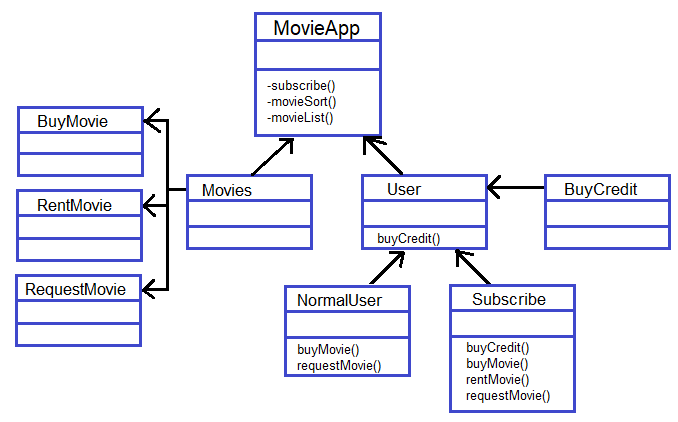 MovieApp
-subscribe()
-movieSort()
-movieList()
BuyMovie
RentMovie
RequestMovie
Movies
User
buyCredit()
BuyCredit
NormalUser
buyMovie()
requestMovie()
Subscribe
buyCredit()
buyMovie()
rentMovie()
requestMovie()